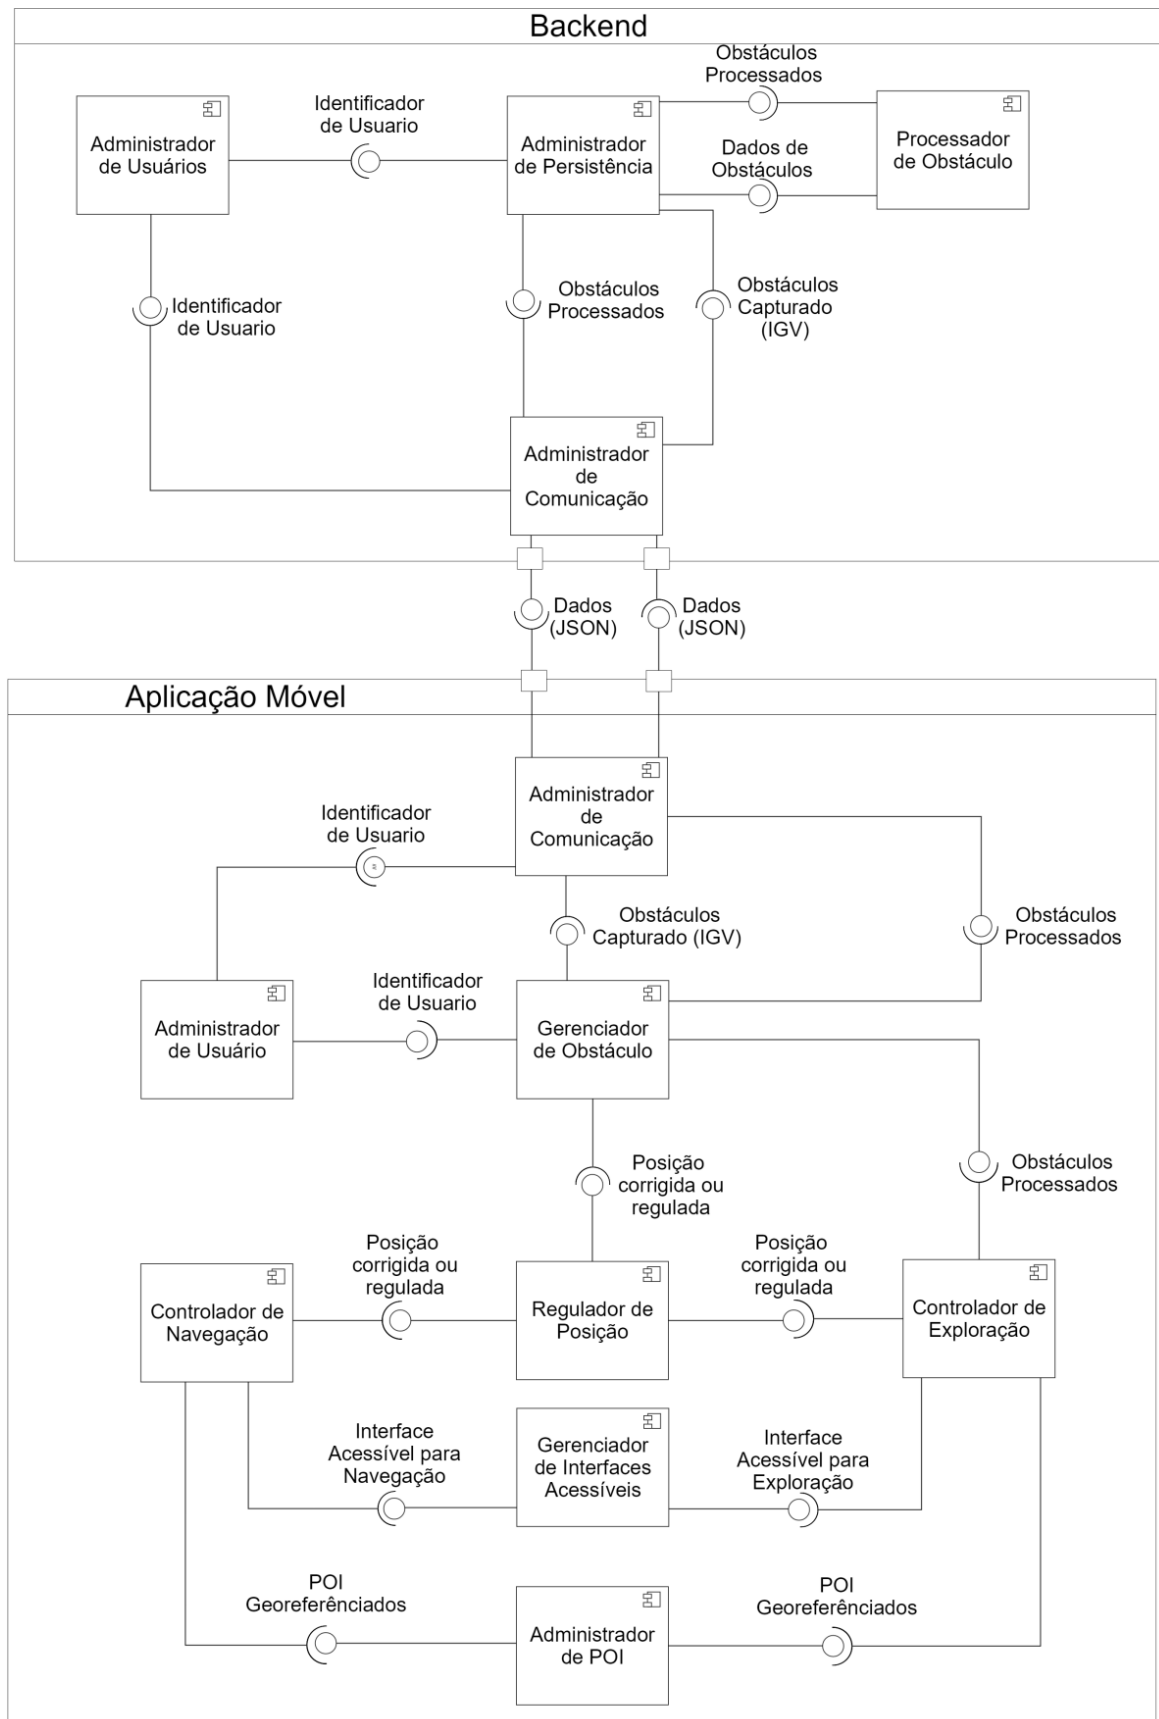 Backend
Obstáculos
Processados
Identificador
de Usuario
Administrador
de Usuários
Administrador
de Persistência
Processador
de Obstáculo
Dados de
Obstáculos
Identificador
de Usuario
Obstáculos
Processados
Obstáculos
Capturado
(IGV)
Administrador
de
Comunicação
Dados
(JSON)
Dados
(JSON)
Aplicação Móvel
Administrador
de
Comunicação
Identificador
de Usuario
Obstáculos
Capturado (IGV)
Obstáculos
Processados
Identificador
de Usuario
Administrador
de Usuário
Gerenciador
de Obstáculo
Posição
corrigida ou
regulada
Obstáculos
Processados
Posição
corrigida ou
regulada
Posição
corrigida ou
regulada
Controlador de
Navegação
Regulador de
Posição
Controlador de
Exploração
Interface
Acessível para
Navegação
Gerenciador
de Interfaces
Acessíveis
Interface
Acessível para
Exploração
POI
Georeferênciados
POI
Georeferênciados
Administrador
de POI